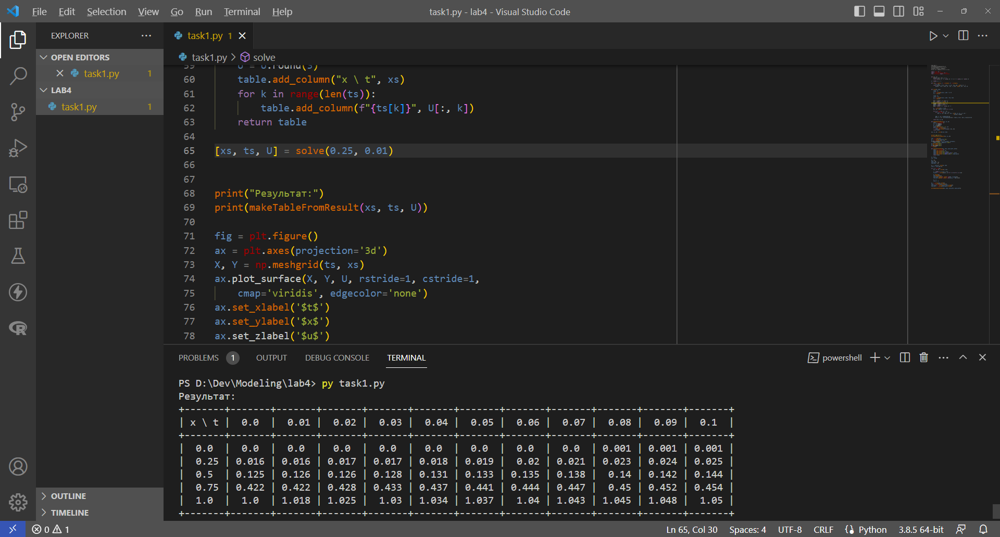 File Edit Selection View Go Run Terminal Help
task1.py - lab4 - Visual Studio Code
EXPLORER
OPEN EDITORS
task1.py 1
LAB4
task1.py 1
task1.py 1
task1.py > solve
59 U = U.round(3)
60 table.add_column("x \ t", xs)
61 for k in range(len(ts)):
62 table.add_column(f"{ts[k]}", U[:, k])
63 return table
64
65 [xs, ts, U] = solve(0.25, 0.01)
66
67
68 print("Результат:")
69 print(makeTableFromResult(xs, ts, U))
70
71 fig = plt.figure()
72 ax = plt.axes(projection='3d')
73 X, Y = np.meshgrid(ts, xs)
74 ax.plot_surface(X, Y, U, rstride=1, cstride=1,
75 cmap='viridis', edgecolor='none')
76 ax.set_xlabel('$t$')
77 ax.set_ylabel('$x$')
78 ax.set_zlabel('$u$')
PROBLEMS 1 OUTPUT DEBUG CONSOLE TERMINAL
powershell
PS D:\Dev\Modeling\lab4> py task1.py
Результат:
+-------+-------+-------+-------+-------+-------+-------+-------+-------+-------+-------+-------+
| x \ t | 0.0 | 0.01 | 0.02 | 0.03 | 0.04 | 0.05 | 0.06 | 0.07 | 0.08 | 0.09 | 0.1 |
+-------+-------+-------+-------+-------+-------+-------+-------+-------+-------+-------+-------+
| 0.0 | 0.0 | 0.0 | 0.0 | 0.0 | 0.0 | 0.0 | 0.0 | 0.0 | 0.001 | 0.001 | 0.001 |
| 0.25 | 0.016 | 0.016 | 0.017 | 0.017 | 0.018 | 0.019 | 0.02 | 0.021 | 0.023 | 0.024 | 0.025 |
| 0.5 | 0.125 | 0.126 | 0.126 | 0.128 | 0.131 | 0.133 | 0.135 | 0.138 | 0.14 | 0.142 | 0.144 |
| 0.75 | 0.422 | 0.422 | 0.428 | 0.433 | 0.437 | 0.441 | 0.444 | 0.447 | 0.45 | 0.452 | 0.454 |
| 1.0 | 1.0 | 1.018 | 1.025 | 1.03 | 1.034 | 1.037 | 1.04 | 1.043 | 1.045 | 1.048 | 1.05 |
+-------+-------+-------+-------+-------+-------+-------+-------+-------+-------+-------+-------+
OUTLINE
TIMELINE
0 1
Ln 65, Col 30 Spaces: 4 UTF-8 CRLF Python 3.8.5 64-bit